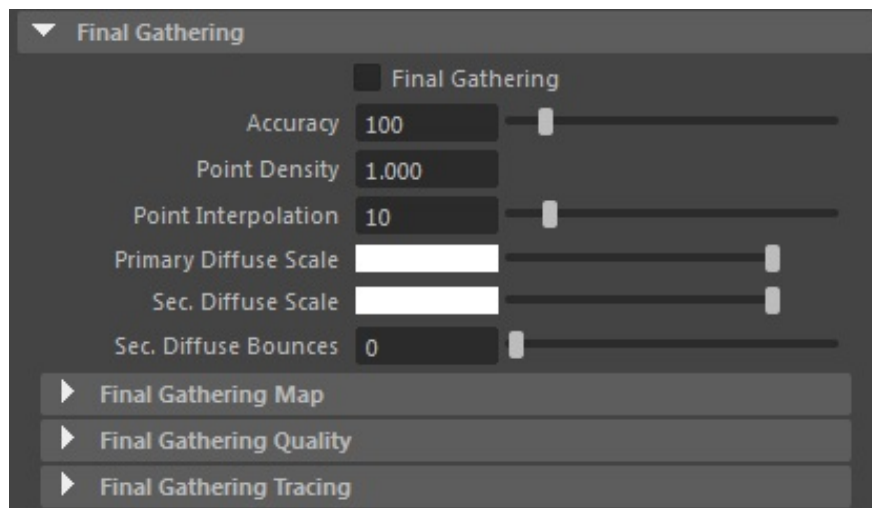 Final Gathering
Final Gathering
Accuracy 100
Point Density 1.000
Point Interpolation 10
Primary Diffuse Scale
Sec. Diffuse Scale
Sec. Diffuse Bounces 0
Final Gathering Map
Final Gathering Quality
Final Gathering Tracing